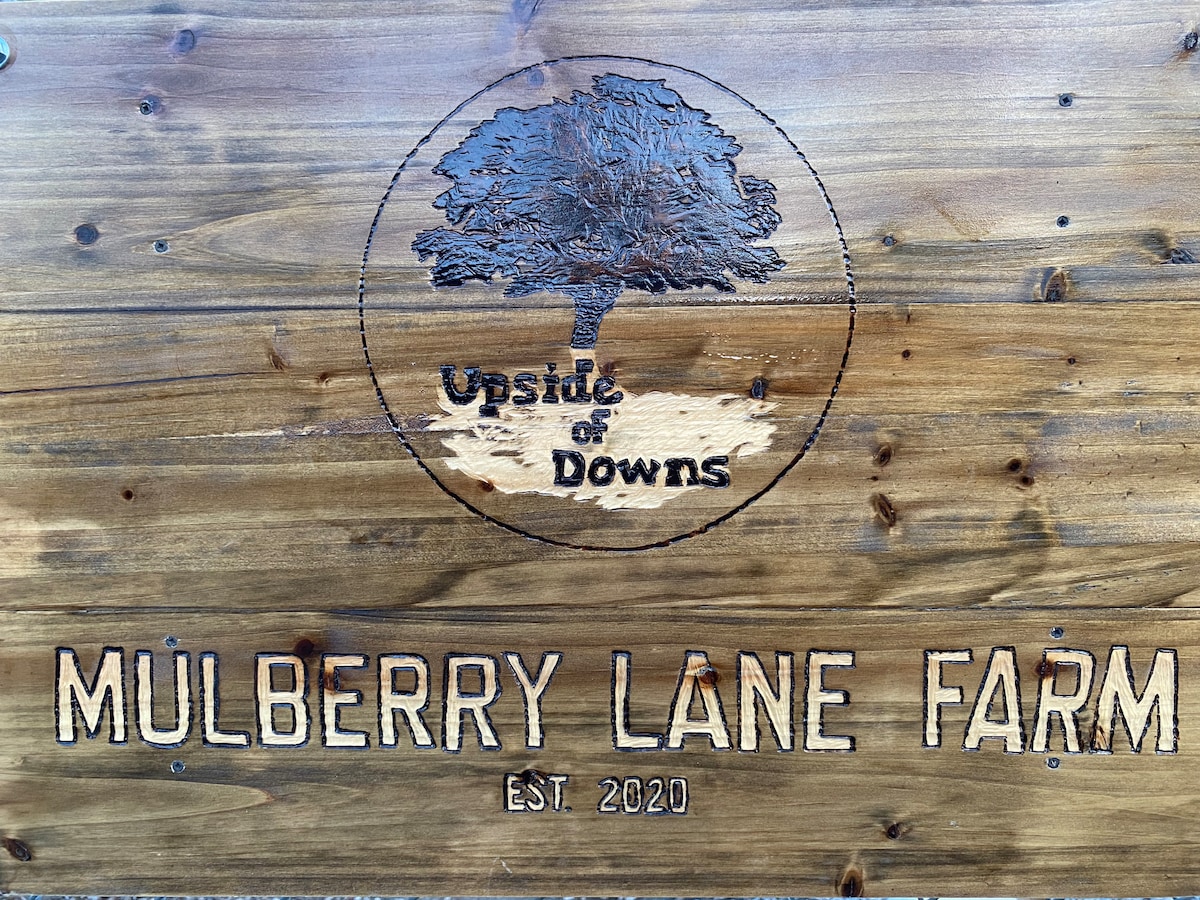 Upside
of
Downs
MULBERRY LANE FARM
EST. 2020